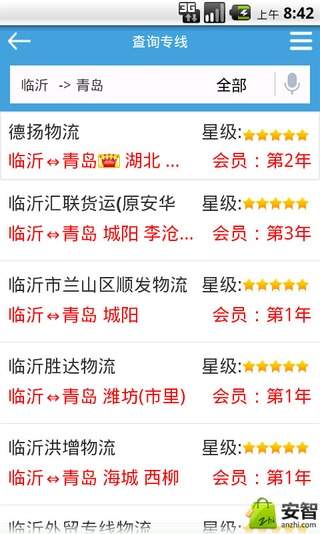 3G
上午 8:42
查询专线
临沂 -> 青岛 全部
德扬物流 星级:
临沂⇔青岛 湖北 ... 会员：第2年
临沂汇联货运(原安华 星级:
临沂⇔青岛 城阳 李沧... 会员：第3年
临沂市兰山区顺发物流 星级:
临沂⇔青岛 城阳 会员：第1年
临沂胜达物流 星级:
临沂⇔青岛 潍坊(市里) 会员：第1年
临沂洪增物流 星级:
临沂⇔青岛 海城 西柳 会员：第1年
临沂外贸专线物流 星级:
安智
anzhi.com